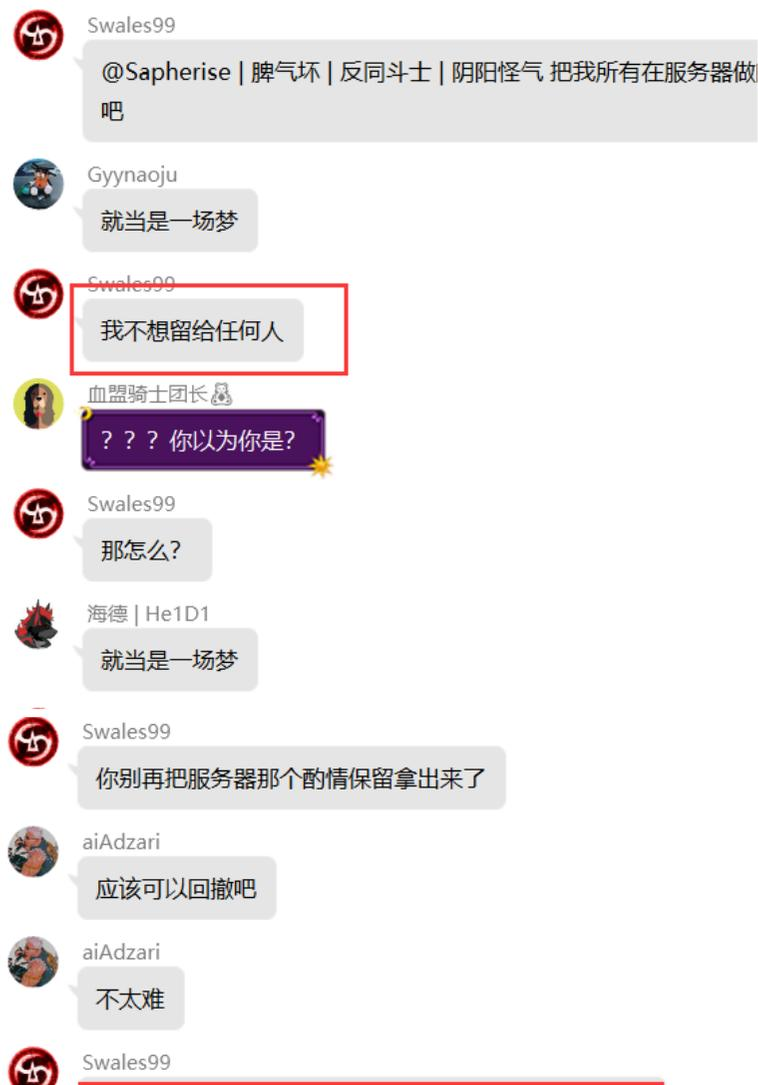 Swales99
@Sapherise | 脾气坏 | 反同斗士 | 阴阳怪气 把我所有在服务器做
吧
Gyynaoju
就当是一场梦
Swales99
我不想留给任何人
血盟骑士团长
？？？你以为你是？
Swales99
那怎么？
海德 | He1D1
就当是一场梦
Swales99
你别再把服务器那个酌情保留拿出来了
aiAdzari
应该可以回撤吧
aiAdzari
不太难
Swales99